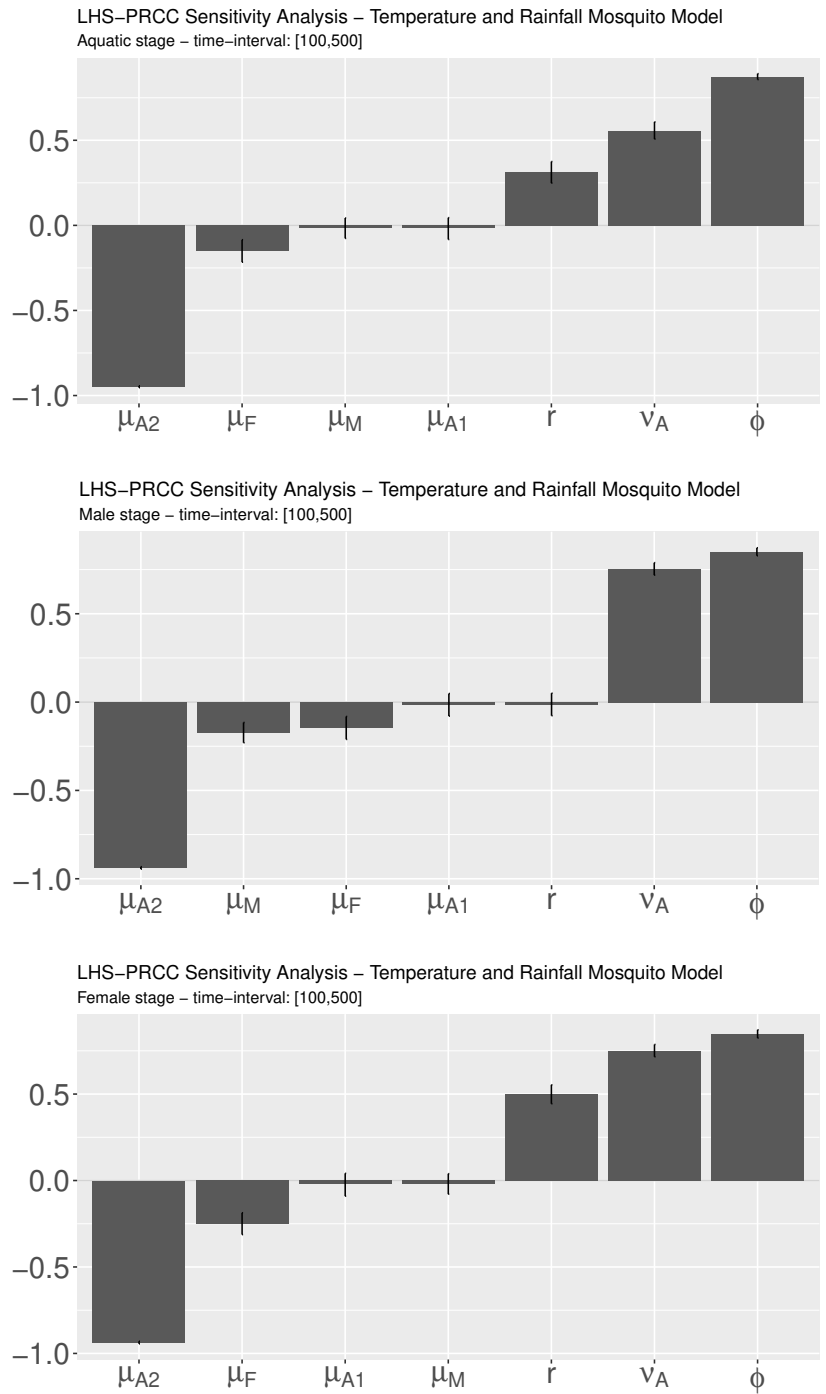 LHS−PRCC Sensitivity Analysis − Temperature and Rainfall Mosquito Model
Aquatic stage − time−interval: [100,500]
0.5
0.0
−0.5
−1.0
μA2 μF μM μA1 r νA ϕ
LHS−PRCC Sensitivity Analysis − Temperature and Rainfall Mosquito Model
Male stage − time−interval: [100,500]
0.5
0.0
−0.5
−1.0
μA2 μM μF μA1 r νA ϕ
LHS−PRCC Sensitivity Analysis − Temperature and Rainfall Mosquito Model
Female stage − time−interval: [100,500]
0.5
0.0
−0.5
−1.0
μA2 μF μA1 μM r νA ϕ